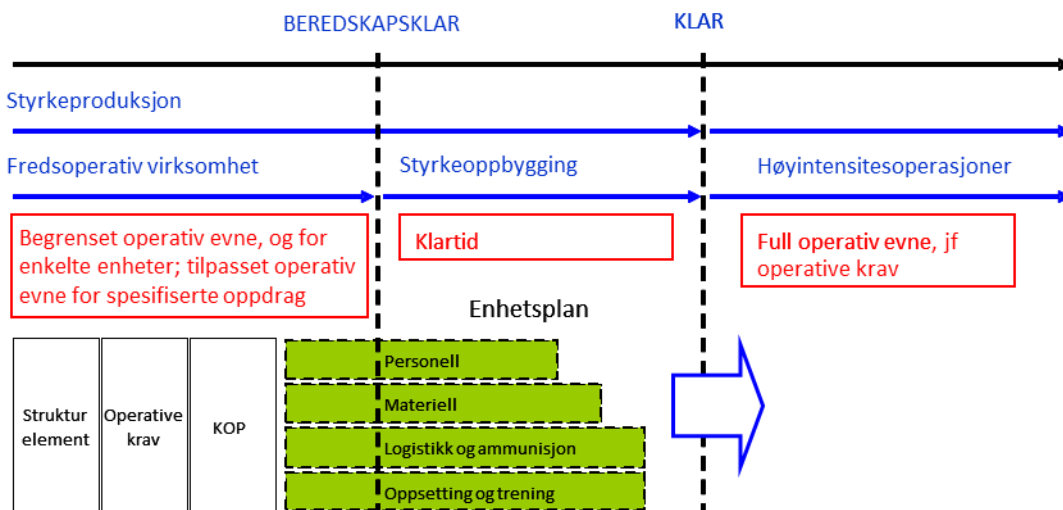 BEREDSKAPSKLAR
KLAR
Styrkeproduksjon
Fredsoperativ virksomhet
Styrkeoppbygging
Høyintensitesoperasjoner
Begrenset operativ evne, og for
enkelte enheter; tilpasset operativ
evne for spesifiserte oppdrag
Klartid
Full operativ evne, jf
operative krav
Enhetsplan
Struktur
element
Operative
krav
KOP
Personell
Materiell
Logistikk og ammunisjon
Oppsetting og trening